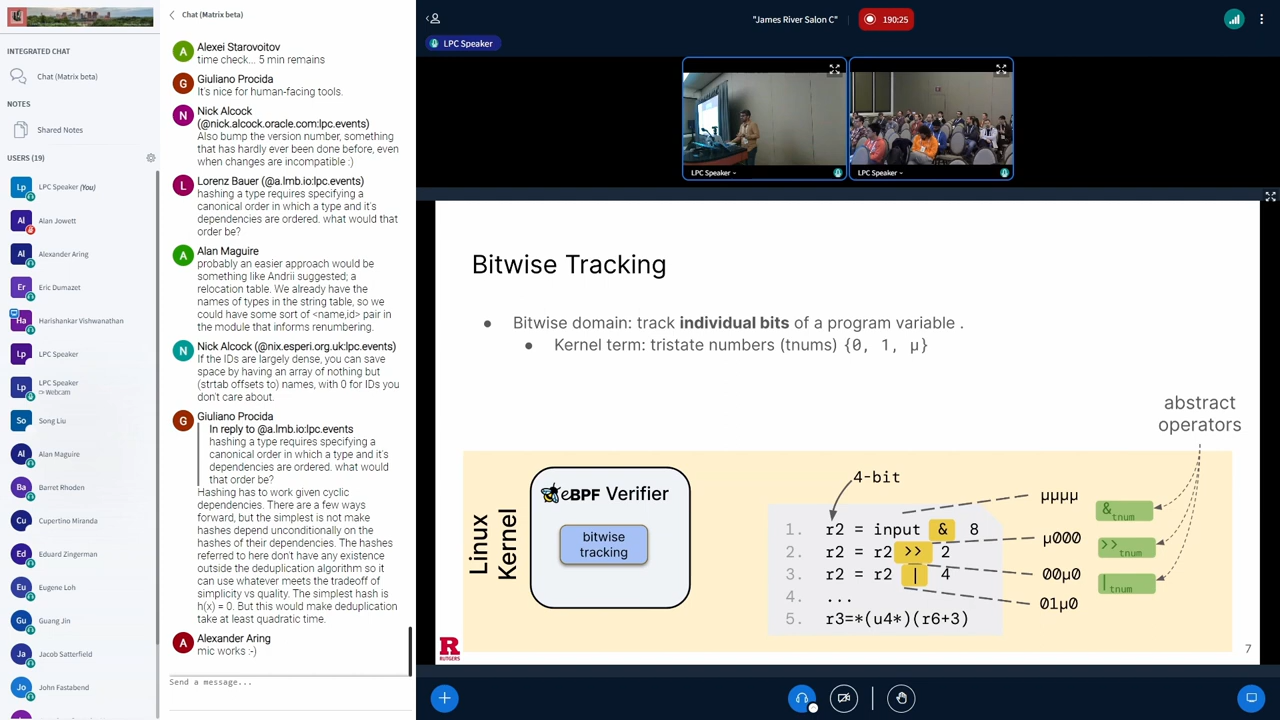 INTEGRATED CHAT
Chat (Matrix beta)
NOTES
Shared Notes
USERS (19)
Lp LPC Speaker (You)
Al Alan Jowett
Al Alexander Aring
Er Eric Dumazet
Ha Harishankar Vishwanathan
Lp LPC Speaker
Lp LPC Speaker
Webcam
So Song Liu
Al Alan Maguire
Ba Barret Rhoden
Cu Cupertino Miranda
Ed Eduard Zingerman
Eu Eugene Loh
Gu Guang Jin
Ja Jacob Satterfield
Jo John Fastabend
Chat (Matrix beta)
A Alexei Starovoitov
time check... 5 min remains
G Giuliano Procida
It's nice for human-facing tools.
N Nick Alcock
(@nick.alcock.oracle.com:lpc.events)
Also bump the version number, something
that has hardly ever been done before, even
when changes are incompatible :)
L Lorenz Bauer (@a.lmb.io:lpc.events)
hashing a type requires specifying a
canonical order in which a type and it's
dependencies are ordered. what would that
order be?
A Alan Maguire
probably an easier approach would be
something like Andrii suggested; a
relocation table. We already have the
names of types in the string table, so we
could have some sort of <name,id> pair in
the module that informs renumbering.
N Nick Alcock (@nix.esperi.org.uk:lpc.events)
If the IDs are largely dense, you can save
space by having an array of nothing but
(strtab offsets to) names, with 0 for IDs you
don't care about.
G Giuliano Procida
In reply to @a.lmb.io:lpc.events
hashing a type requires specifying a
canonical order in which a type and it's
dependencies are ordered. what would
that order be?
Hashing has to work given cyclic
dependencies. There are a few ways
forward, but the simplest is not make
hashes depend unconditionally on the
hashes of their dependencies. The hashes
referred to here don't have any existence
outside the deduplication algorithm so it
can use whatever meets the tradeoff of
simplicity vs quality. The simplest hash is
h(x) = 0. But this would make deduplication
take at least quadratic time.
A Alexander Aring
mic works :-)
Send a message...
"James River Salon C" 190:25
LPC Speaker
LPC Speaker
LPC Speaker
Bitwise Tracking
● Bitwise domain: track individual bits of a program variable .
● Kernel term: tristate numbers (tnums) {0, 1, μ}
abstract
operators
Linux
Kernel
eBPF Verifier
bitwise
tracking
4-bit
1. r2 = input & 8
2. r2 = r2 >> 2
3. r2 = r2 | 4
4. ...
5. r3=*(u4*)(r6+3)
μμμμ
μ000
00μ0
01μ0
&tnum
>>tnum
|tnum
RUTGERS
7